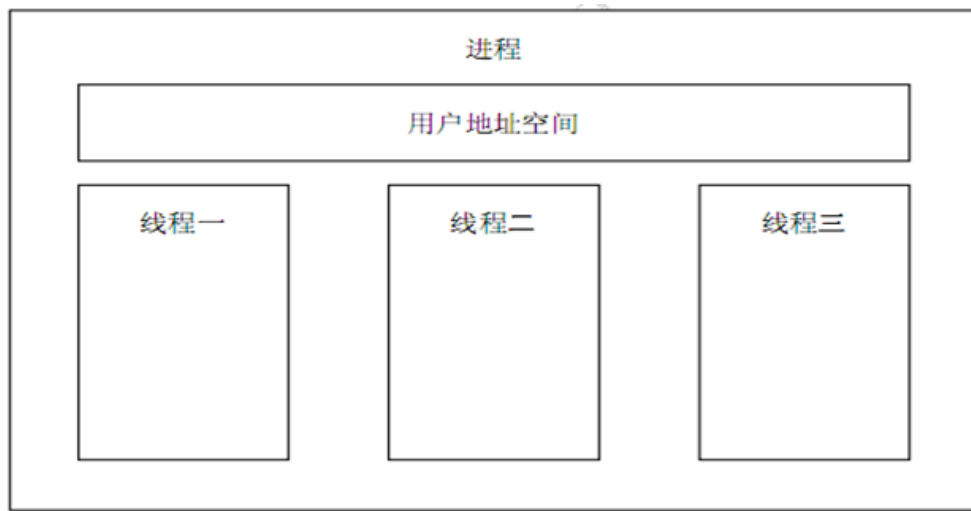 进程
用户地址空间
线程一
线程二
线程三